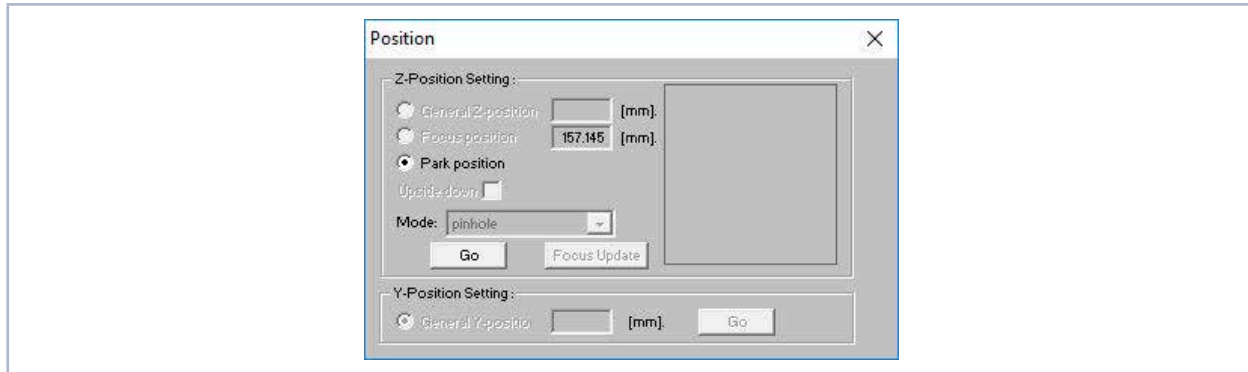 Position
Z-Position Setting:
General Z-position [mm].
Focus position 157.145 [mm].
Park position
Upside down
Mode: pinhole
Go Focus Update
Y-Position Setting:
General Y-positio [mm]. Go